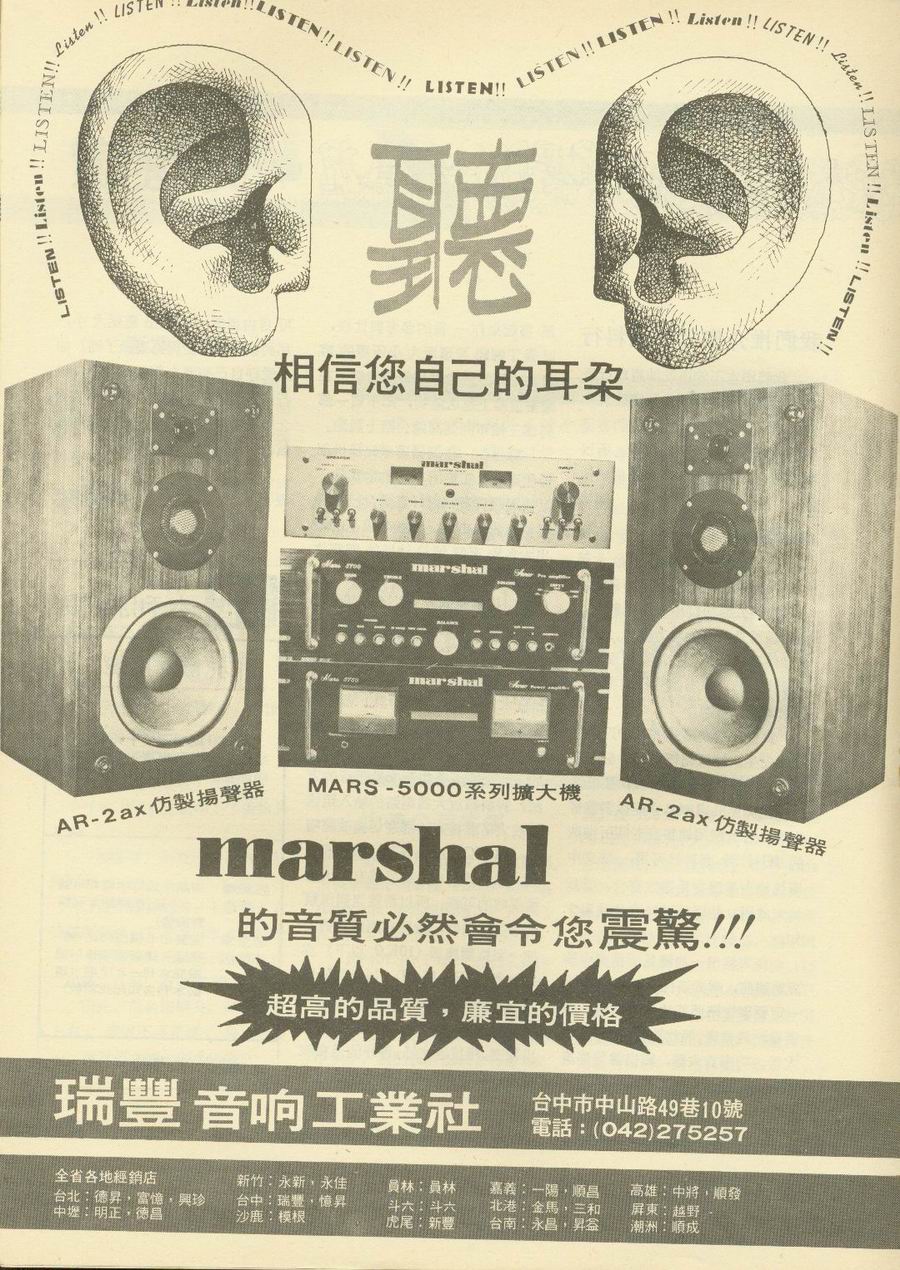 LISTEN!! Listen!! LISTEN!! Listen!! LISTEN!! Listen!! LISTEN!! LISTEN!! LISTEN!! LISTEN!! LISTEN!! Listen!! LISTEN!! Listen!! LISTEN!! Listen!! LISTEN!!
聽
相信您自己的耳朶
marshal
marshal
marshal
AR-2ax 仿製揚聲器
MARS-5000系列擴大機
AR-2ax 仿製揚聲器
marshal
的音質必然會令您震驚!!!
超高的品質，廉宜的價格
瑞豐音响工業社
台中市中山路49巷10號
電話：(042)275257
全省各地經銷店
台北：德昇，富憶，興珍
中壢：明正，德昌
新竹：永新，永佳
台中：瑞豐，憶昇
沙鹿：模根
員林：員林
斗六：斗六
虎尾：新豐
嘉義：一陽，順昌
北港：金馬，三和
台南：永昌，昇益
高雄：中將，順發
屏東：越野
潮洲：順成